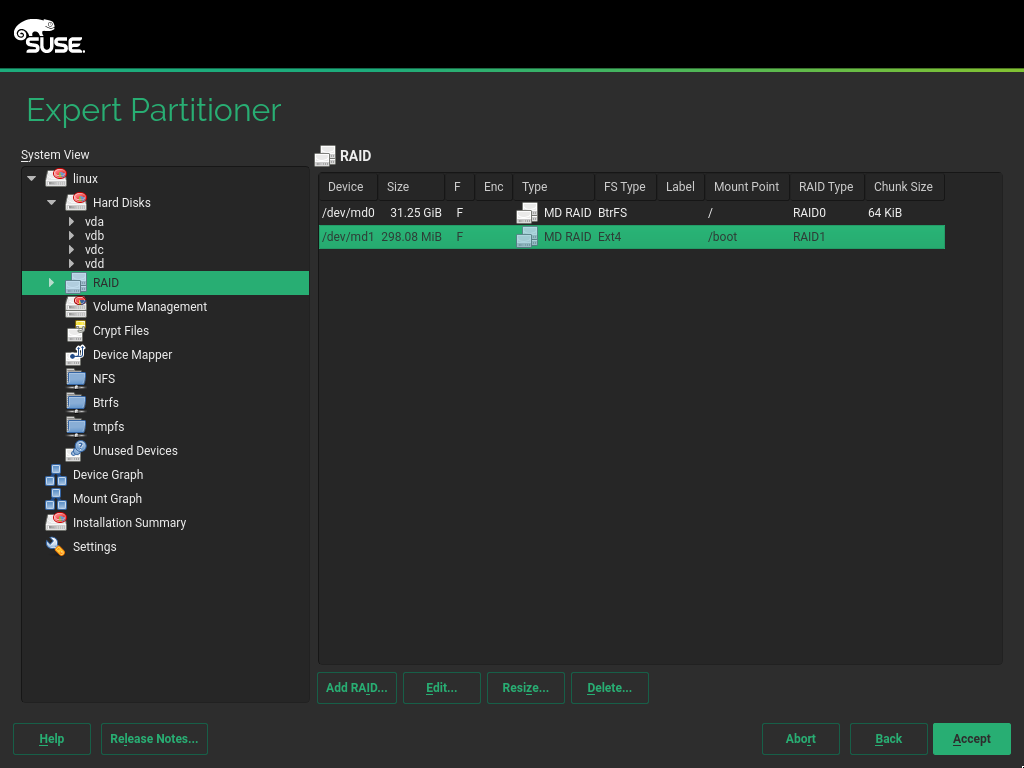 SUSE.
Expert Partitioner
System View
linux
Hard Disks
vda
vdb
vdc
vdd
RAID
Volume Management
Crypt Files
Device Mapper
NFS
Btrfs
tmpfs
Unused Devices
Device Graph
Mount Graph
Installation Summary
Settings
RAID
Device Size F Enc Type FS Type Label Mount Point RAID Type Chunk Size
/dev/md0 31.25 GiB F MD RAID BtrFS / RAID0 64 KiB
/dev/md1 298.08 MiB F MD RAID Ext4 /boot RAID1
Add RAID... Edit... Resize... Delete...
Help Release Notes... Abort Back Accept